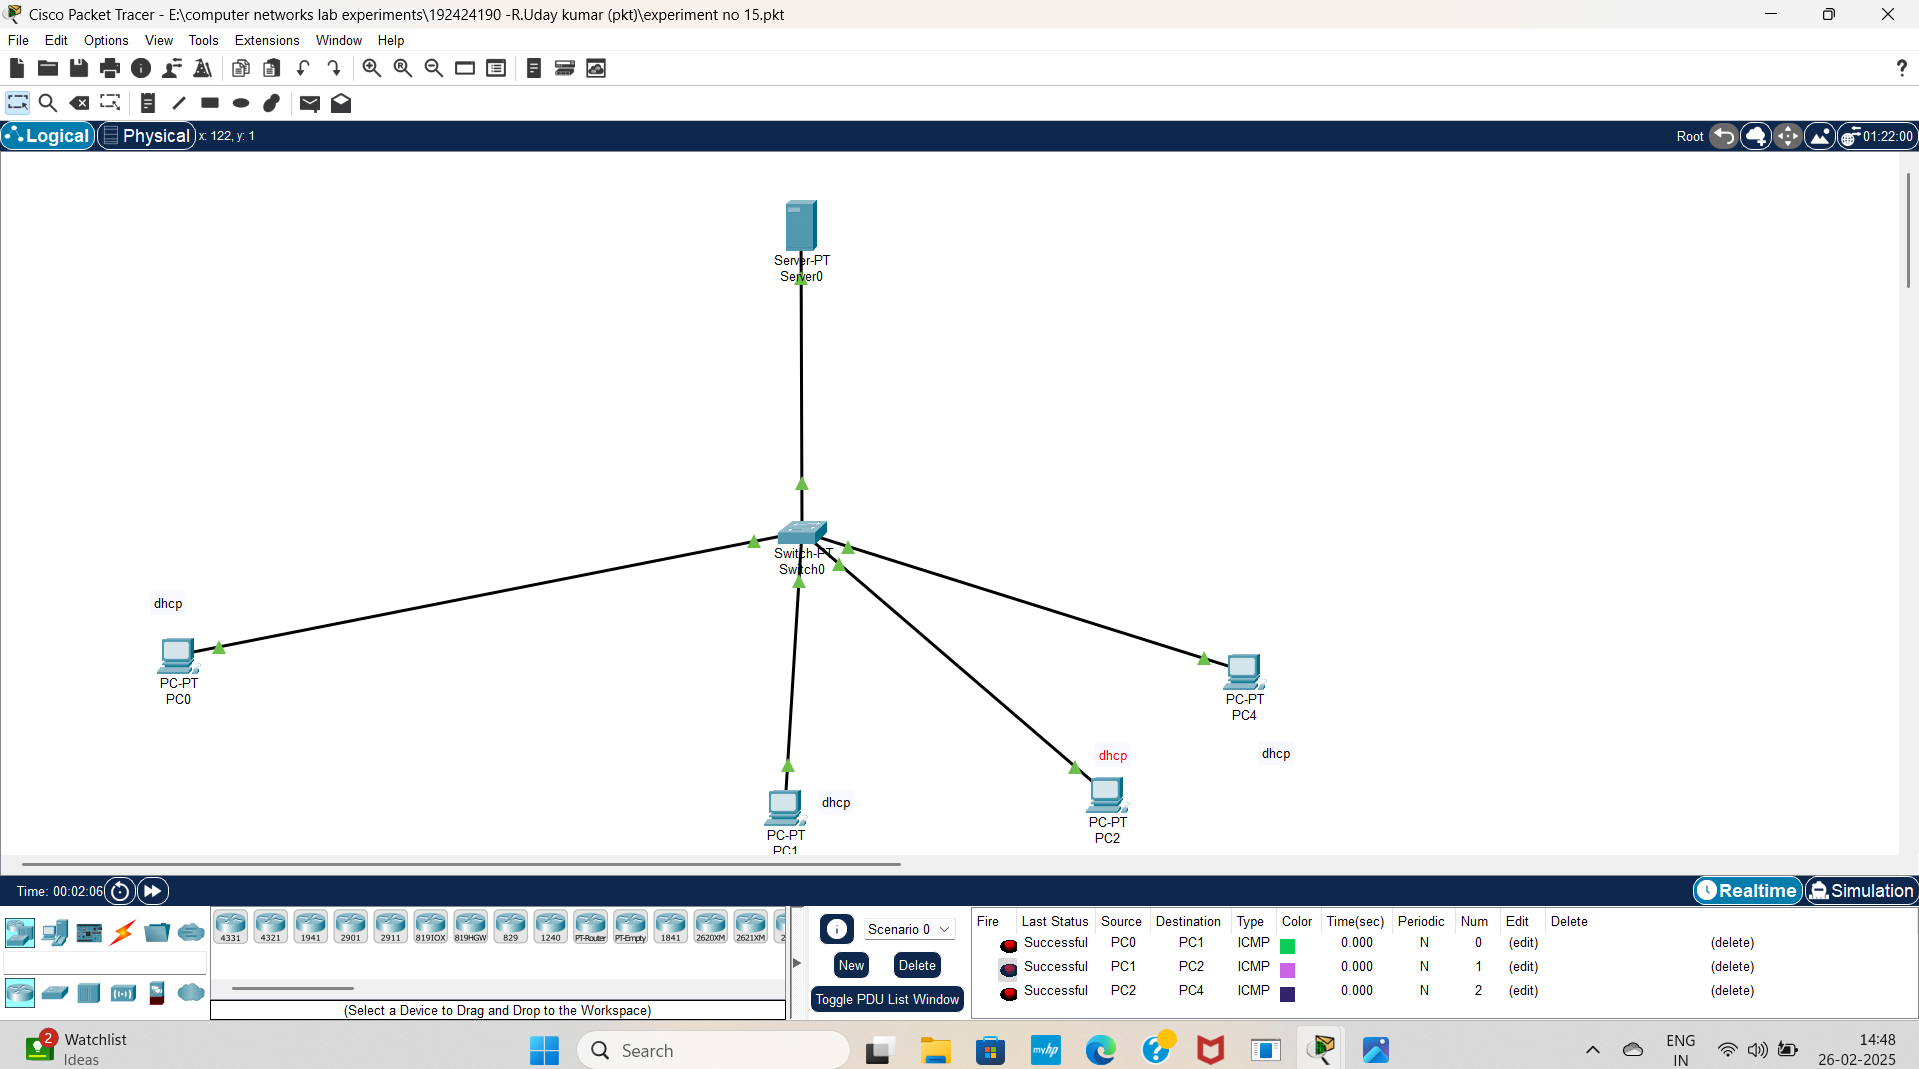 Cisco Packet Tracer - E:\computer networks lab experiments\192424190 -R.Uday kumar (pkt)\experiment no 15.pkt
File Edit Options View Tools Extensions Window Help
?
Logical Physical x: 122, y: 1 Root 01:22:00
Server-PT
Server0
Switch-PT
Switch0
dhcp
PC-PT
PC0
PC-PT
PC4
dhcp
dhcp
dhcp
PC-PT
PC1
PC-PT
PC2
Time: 00:02:06 Realtime Simulation
4331 4321 1941 2901 2911 819IOX 819HGW 829 1240 PT-Router PT-Empty 1841 2620XM 2621XM 2
(Select a Device to Drag and Drop to the Workspace)
Scenario 0
New Delete
Toggle PDU List Window
Fire Last Status Source Destination Type Color Time(sec) Periodic Num Edit Delete
Successful PC0 PC1 ICMP 0.000 N 0 (edit) (delete)
Successful PC1 PC2 ICMP 0.000 N 1 (edit) (delete)
Successful PC2 PC4 ICMP 0.000 N 2 (edit) (delete)
2 Watchlist
Ideas
Search
myhp
ENG
IN
14:48
26-02-2025